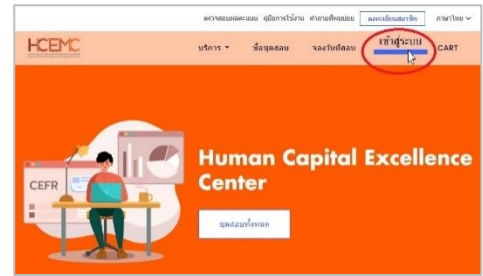 ตรวจสอบผลคะแนน คู่มือการใช้งาน คำถามที่พบบ่อย ลงทะเบียนสมาชิก ภาษาไทย
HCEMC บริการ ซื้อชุดสอบ จองวันที่สอบ เข้าสู่ระบบ CART
CEFR
Human Capital Excellence
Center
ชุดสอบทั้งหมด